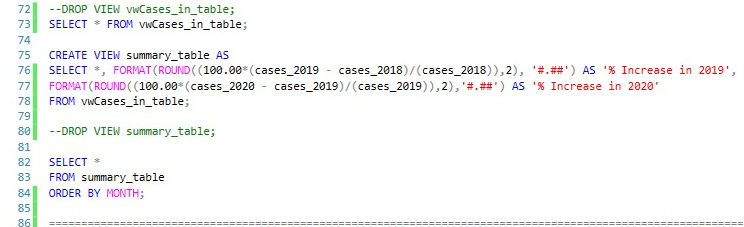 72 --DROP VIEW vwCases_in_table;
73 SELECT * FROM vwCases_in_table;
74
75 CREATE VIEW summary_table AS
76 SELECT *, FORMAT(ROUND((100.00*(cases_2019 - cases_2018)/(cases_2018)),2), '#.##') AS '% Increase in 2019',
77 FORMAT(ROUND((100.00*(cases_2020 - cases_2019)/(cases_2019)),2),'#.##') AS '% Increase in 2020'
78 FROM vwCases_in_table;
79
80 --DROP VIEW summary_table;
81
82 SELECT *
83 FROM summary_table
84 ORDER BY MONTH;
85
86 ==========================================================================================================